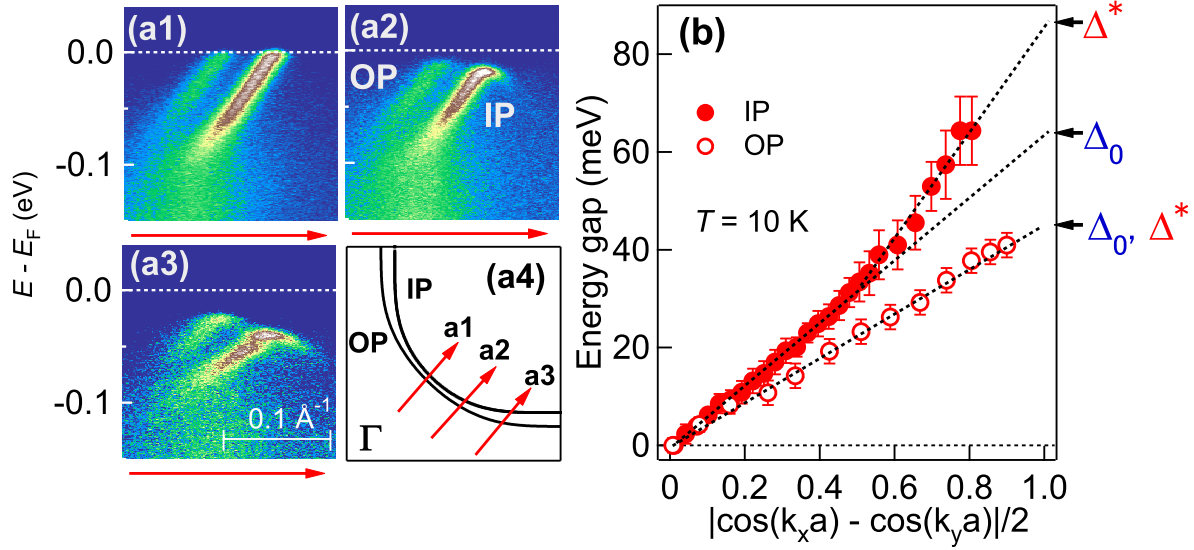 (a1)
(a2)
OP
IP
0.0
-0.1
E - E_F (eV)
(a3)
0.0
-0.1
0.1 Å⁻¹
(a4)
IP
OP
a1
a2
a3
Γ
(b)
IP
OP
T = 10 K
Energy gap (meV)
80
60
40
20
0
0
0.2
0.4
0.6
0.8
1.0
|cos(kₓa) - cos(k_ya)|/2
Δ*
Δ₀
Δ₀, Δ*